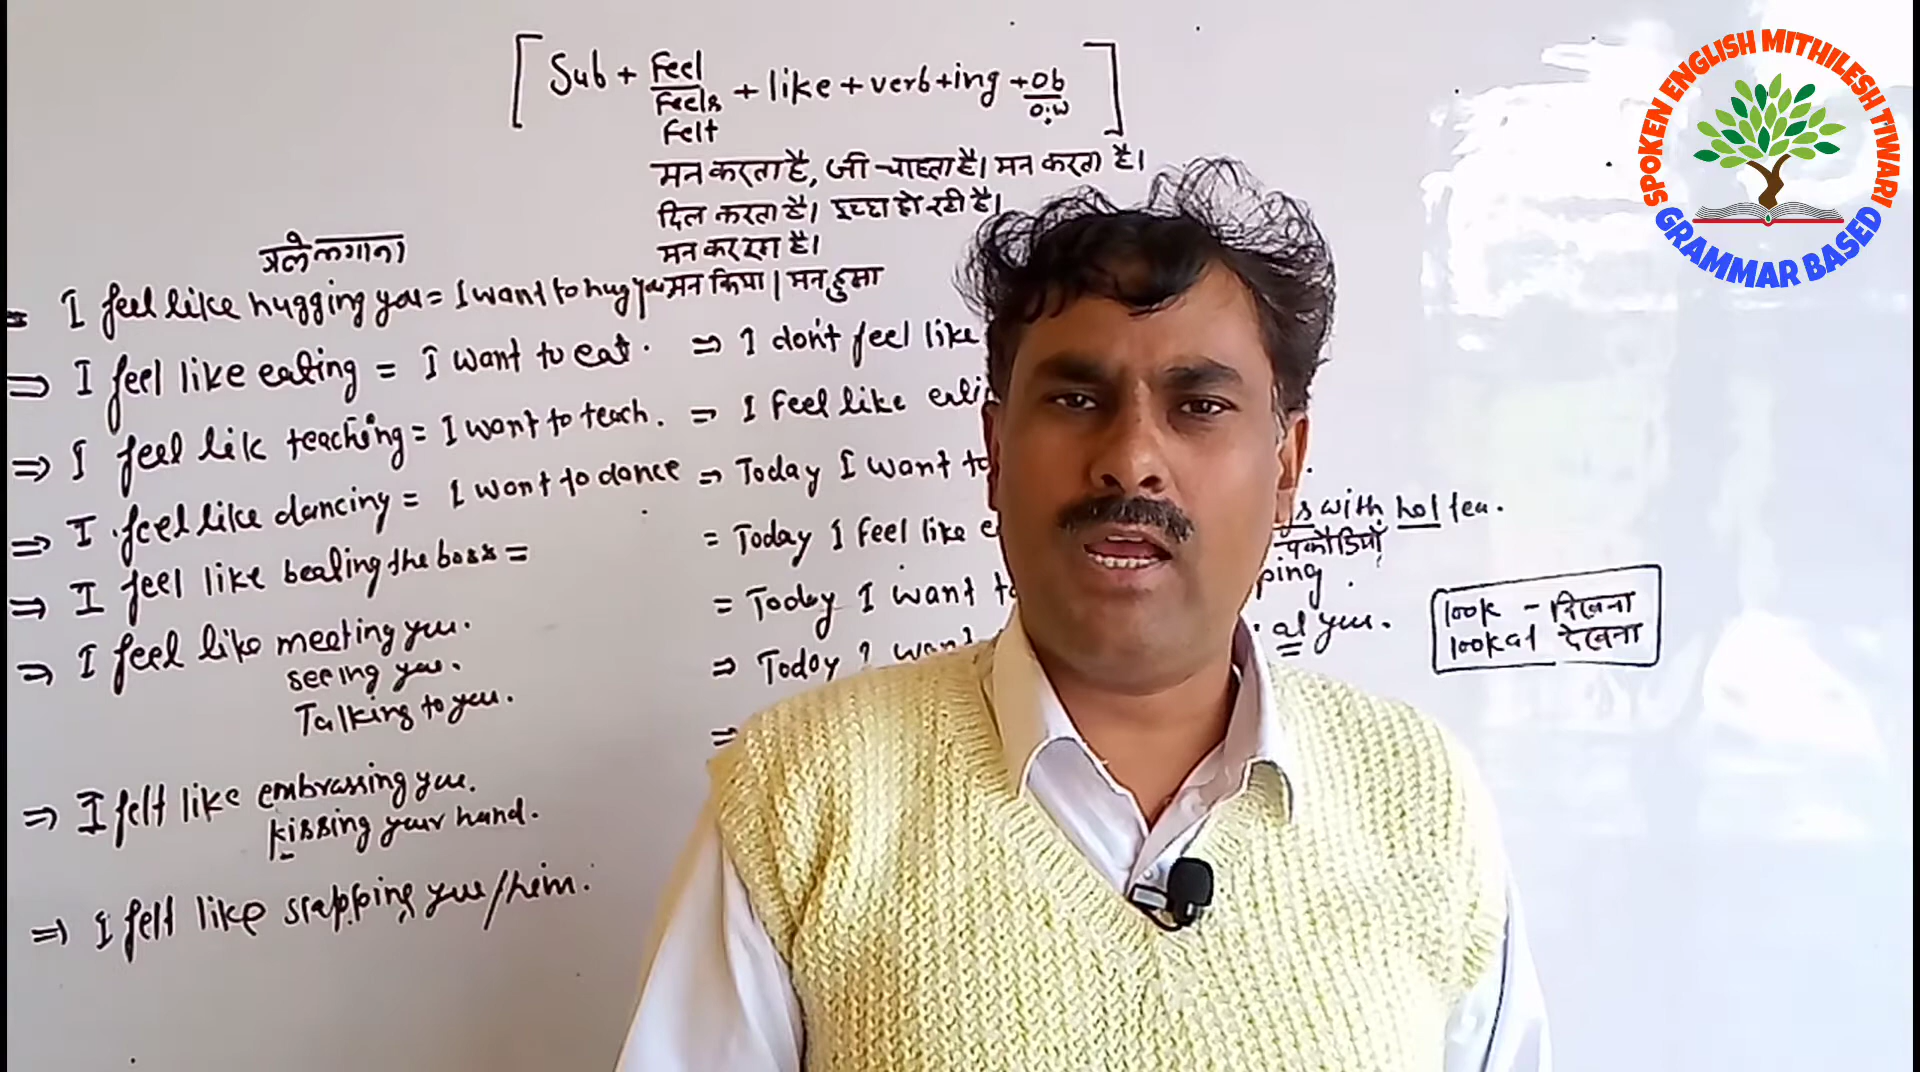 [ Sub + Feel + like + verb+ing + Ob ]
Feels O.W
Felt
मन करता है, जी चाहता है। मन करता है।
दिल करता है। इच्छा हो रही है।
मन कर रहा है।
मन किया | मन हुआ
गले लगाना
= I feel like hugging you = I want to hug you
⇒ I feel like eating = I want to eat.
⇒ I feel lik teaching = I want to teach.
⇒ I feel like dancing = I want to dance
⇒ I feel like beating the boss =
⇒ I feel like meeting you.
seeing you.
Talking to you.
⇒ I felt like embrassing you.
kissing your hand.
⇒ I felt like slapping you/him.
⇒ I don't feel like
⇒ I feel like
⇒ Today I want to
= Today I feel like with hot tea.
पकौडियाँ
= Today I want to
⇒ Today I want at you.
look - दिखना
look at देखना
SPOKEN ENGLISH MITHILESH TIWARI
GRAMMAR BASED